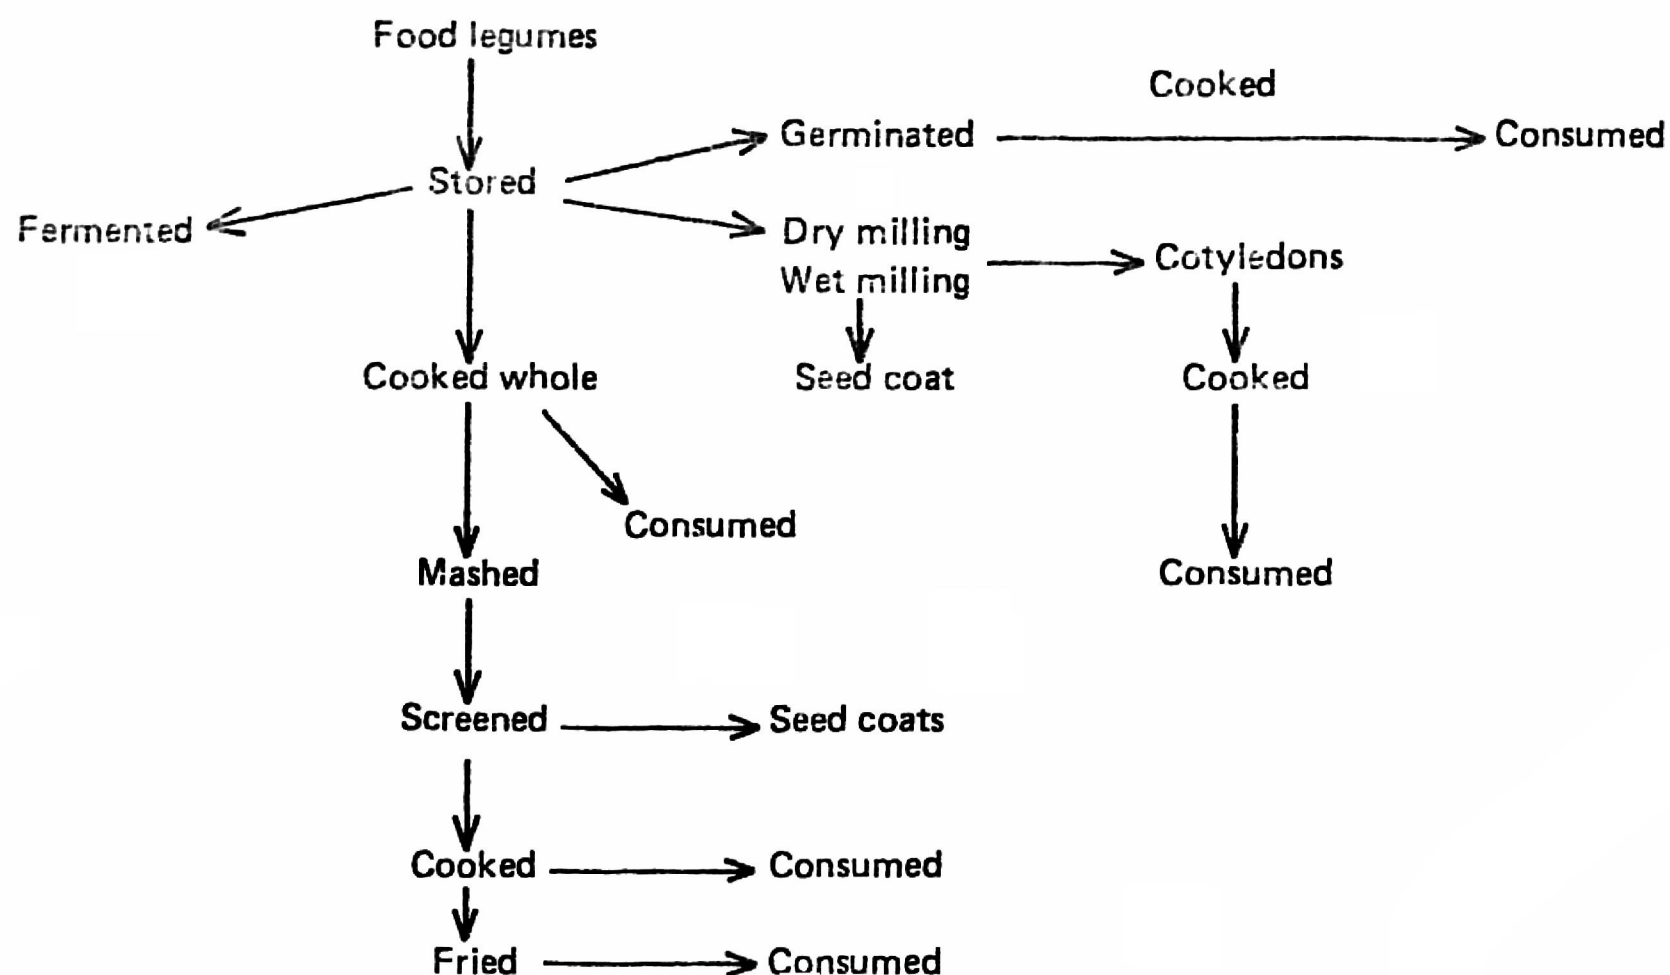 Food legumes
Cooked
Germinated
Consumed
Stored
Fermented
Dry milling
Wet milling
Cotyledons
Cooked whole
Seed coat
Cooked
Consumed
Mashed
Consumed
Screened
Seed coats
Cooked
Consumed
Fried
Consumed